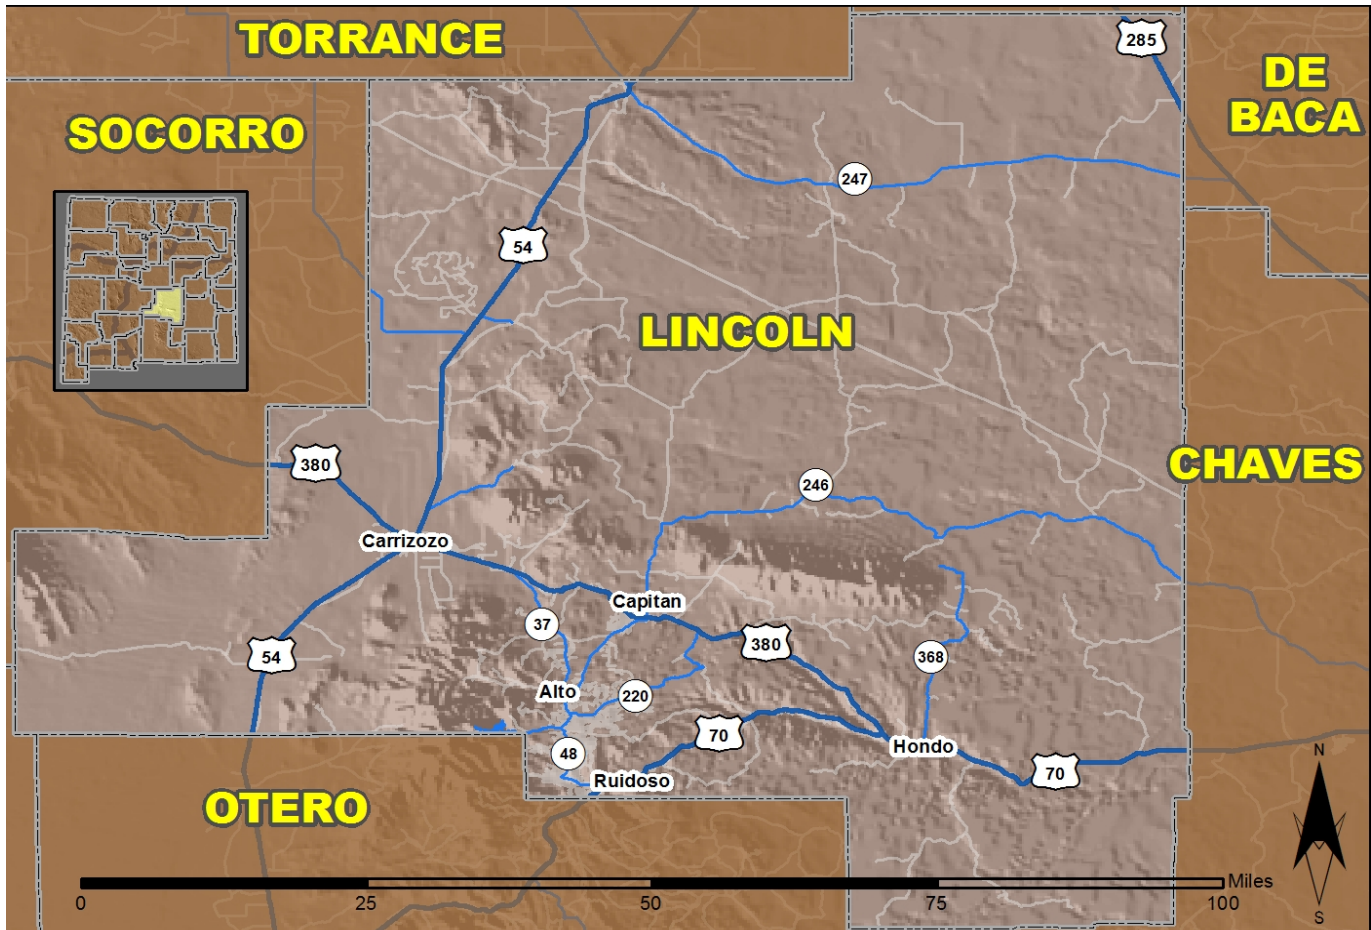 TORRANCE
285
DE
BACA
SOCORRO
247
54
LINCOLN
380
CHAVES
246
Carrizozo
Capitan
37
380
54
368
Alto
220
70
Hondo
48
70
Ruidoso
OTERO
N
S
Miles
0
25
50
75
100